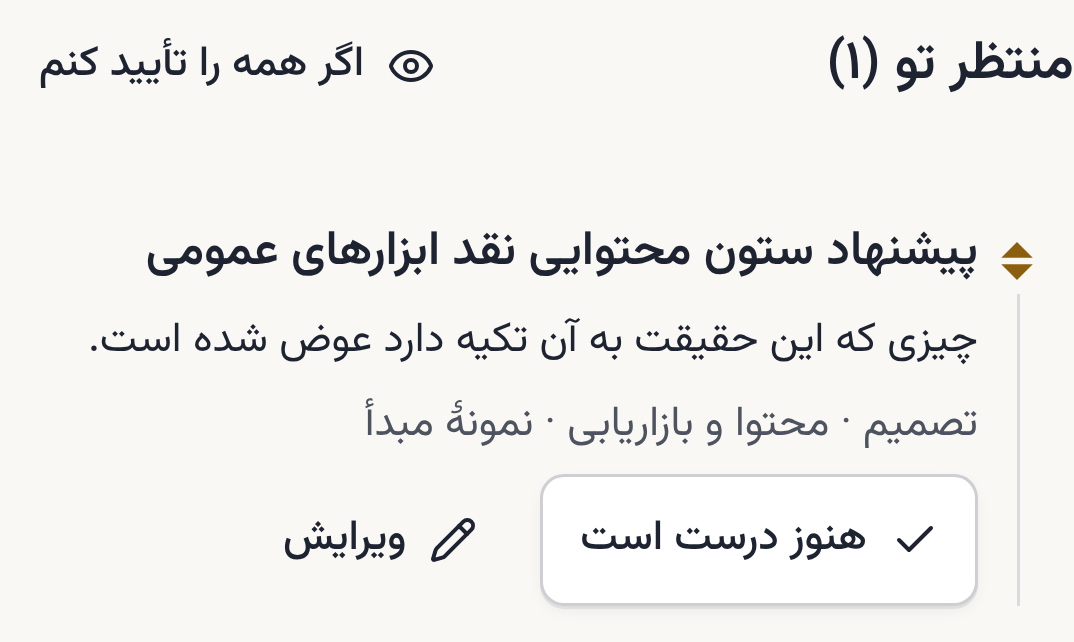 منتظر تو (۱)
اگر همه را تأیید کنم
پیشنهاد ستون محتوایی نقد ابزارهای عمومی
چیزی که این حقیقت به آن تکیه دارد عوض شده است.
تصمیم · محتوا و بازاریابی · نمونهٔ مبدأ
هنوز درست است
ویرایش